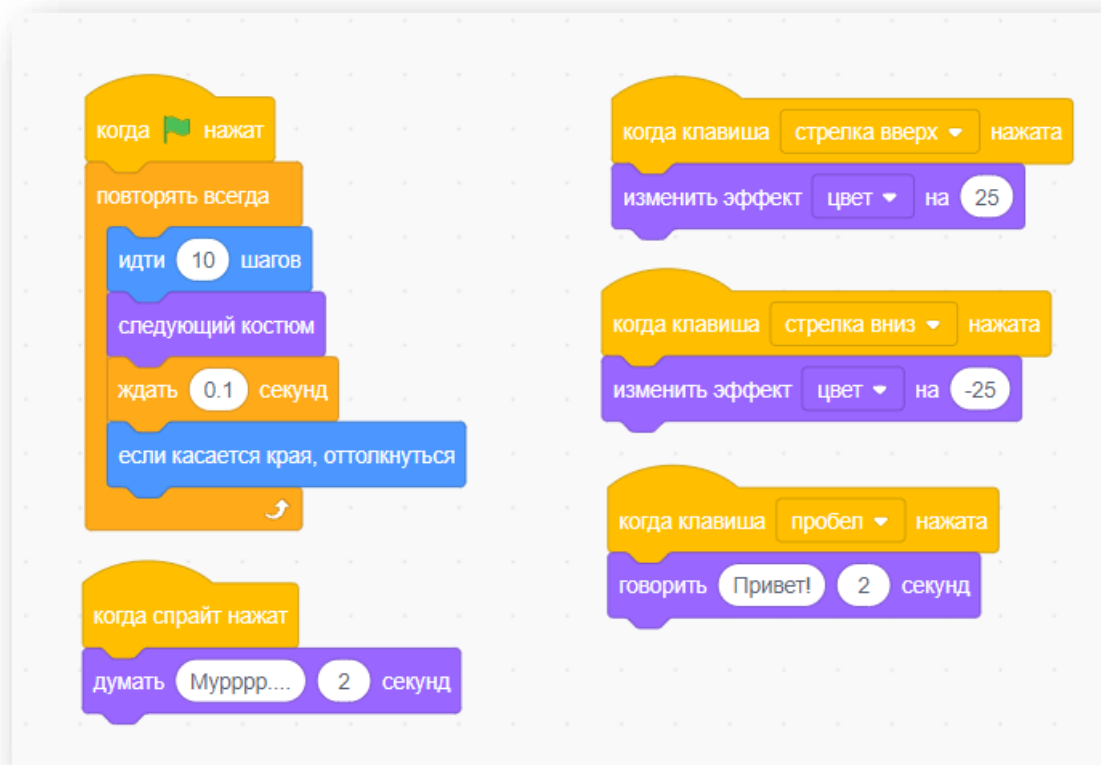 когда нажат
повторять всегда
идти 10 шагов
следующий костюм
ждать 0.1 секунд
если касается края, оттолкнуться
когда спрайт нажат
думать Мурррр.... 2 секунд
когда клавиша стрелка вверх нажата
изменить эффект цвет на 25
когда клавиша стрелка вниз нажата
изменить эффект цвет на -25
когда клавиша пробел нажата
говорить Привет! 2 секунд